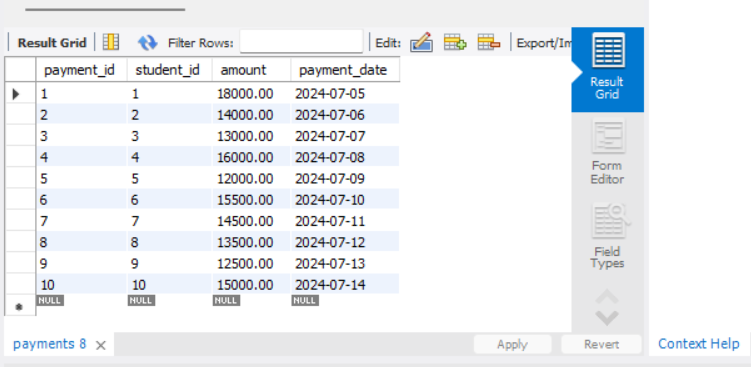 Result Grid Filter Rows: Edit: Export/Im
payment_id student_id amount payment_date
1 1 18000.00 2024-07-05
2 2 14000.00 2024-07-06
3 3 13000.00 2024-07-07
4 4 16000.00 2024-07-08
5 5 12000.00 2024-07-09
6 6 15500.00 2024-07-10
7 7 14500.00 2024-07-11
8 8 13500.00 2024-07-12
9 9 12500.00 2024-07-13
10 10 15000.00 2024-07-14
NULL NULL NULL NULL
Result
Grid
Form
Editor
Field
Types
payments 8 Apply Revert Context Help